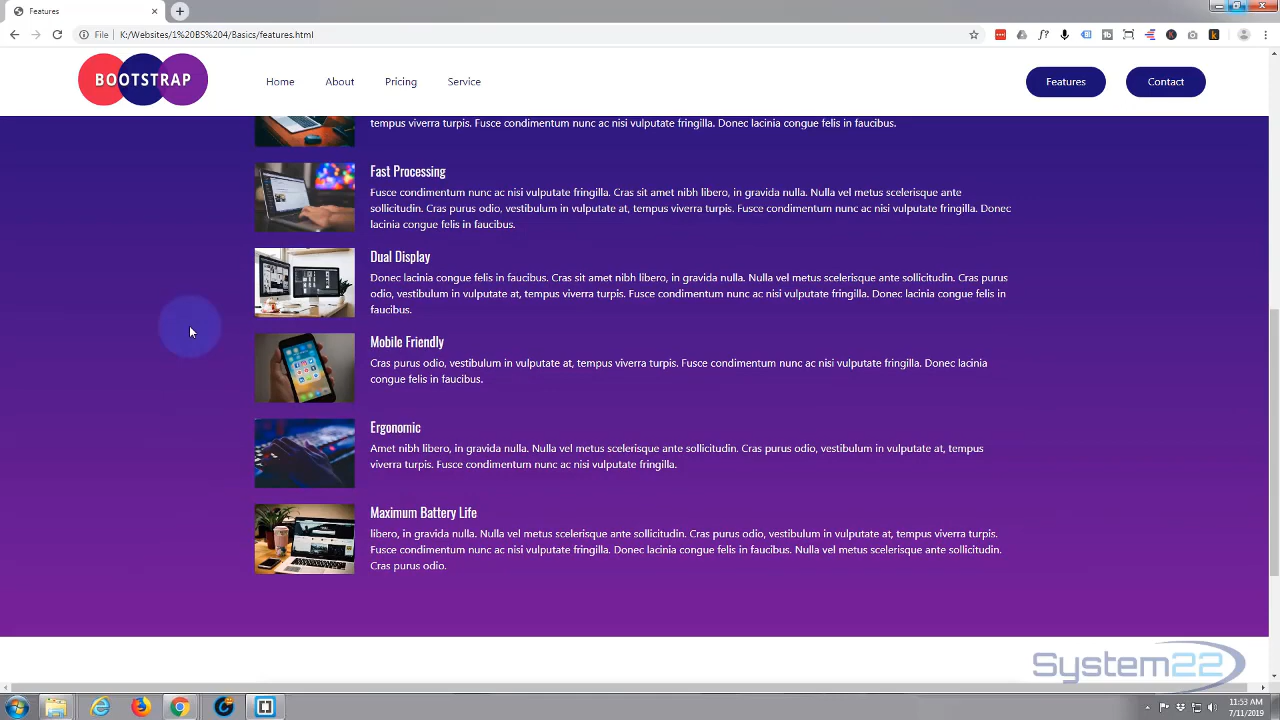 Features
File
K:/Websites/1%20BS%204/Basics/features.html
BOOTSTRAP
Home
About
Pricing
Service
Features
Contact
tempus viverra turpis. Fusce condimentum nunc ac nisi vulputate fringilla. Donec lacinia congue felis in faucibus.
Fast Processing
Fusce condimentum nunc ac nisi vulputate fringilla. Cras sit amet nibh libero, in gravida nulla. Nulla vel metus scelerisque ante
sollicitudin. Cras purus odio, vestibulum in vulputate at, tempus viverra turpis. Fusce condimentum nunc ac nisi vulputate fringilla. Donec
lacinia congue felis in faucibus.
Dual Display
Donec lacinia congue felis in faucibus. Cras sit amet nibh libero, in gravida nulla. Nulla vel metus scelerisque ante sollicitudin. Cras purus
odio, vestibulum in vulputate at, tempus viverra turpis. Fusce condimentum nunc ac nisi vulputate fringilla. Donec lacinia congue felis in
faucibus.
Mobile Friendly
Cras purus odio, vestibulum in vulputate at, tempus viverra turpis. Fusce condimentum nunc ac nisi vulputate fringilla. Donec lacinia
congue felis in faucibus.
Ergonomic
Amet nibh libero, in gravida nulla. Nulla vel metus scelerisque ante sollicitudin. Cras purus odio, vestibulum in vulputate at, tempus
viverra turpis. Fusce condimentum nunc ac nisi vulputate fringilla.
Maximum Battery Life
libero, in gravida nulla. Nulla vel metus scelerisque ante sollicitudin. Cras purus odio, vestibulum in vulputate at, tempus viverra turpis.
Fusce condimentum nunc ac nisi vulputate fringilla. Donec lacinia congue felis in faucibus. Nulla vel metus scelerisque ante sollicitudin.
Cras purus odio.
System22
11:53 AM
7/11/2019